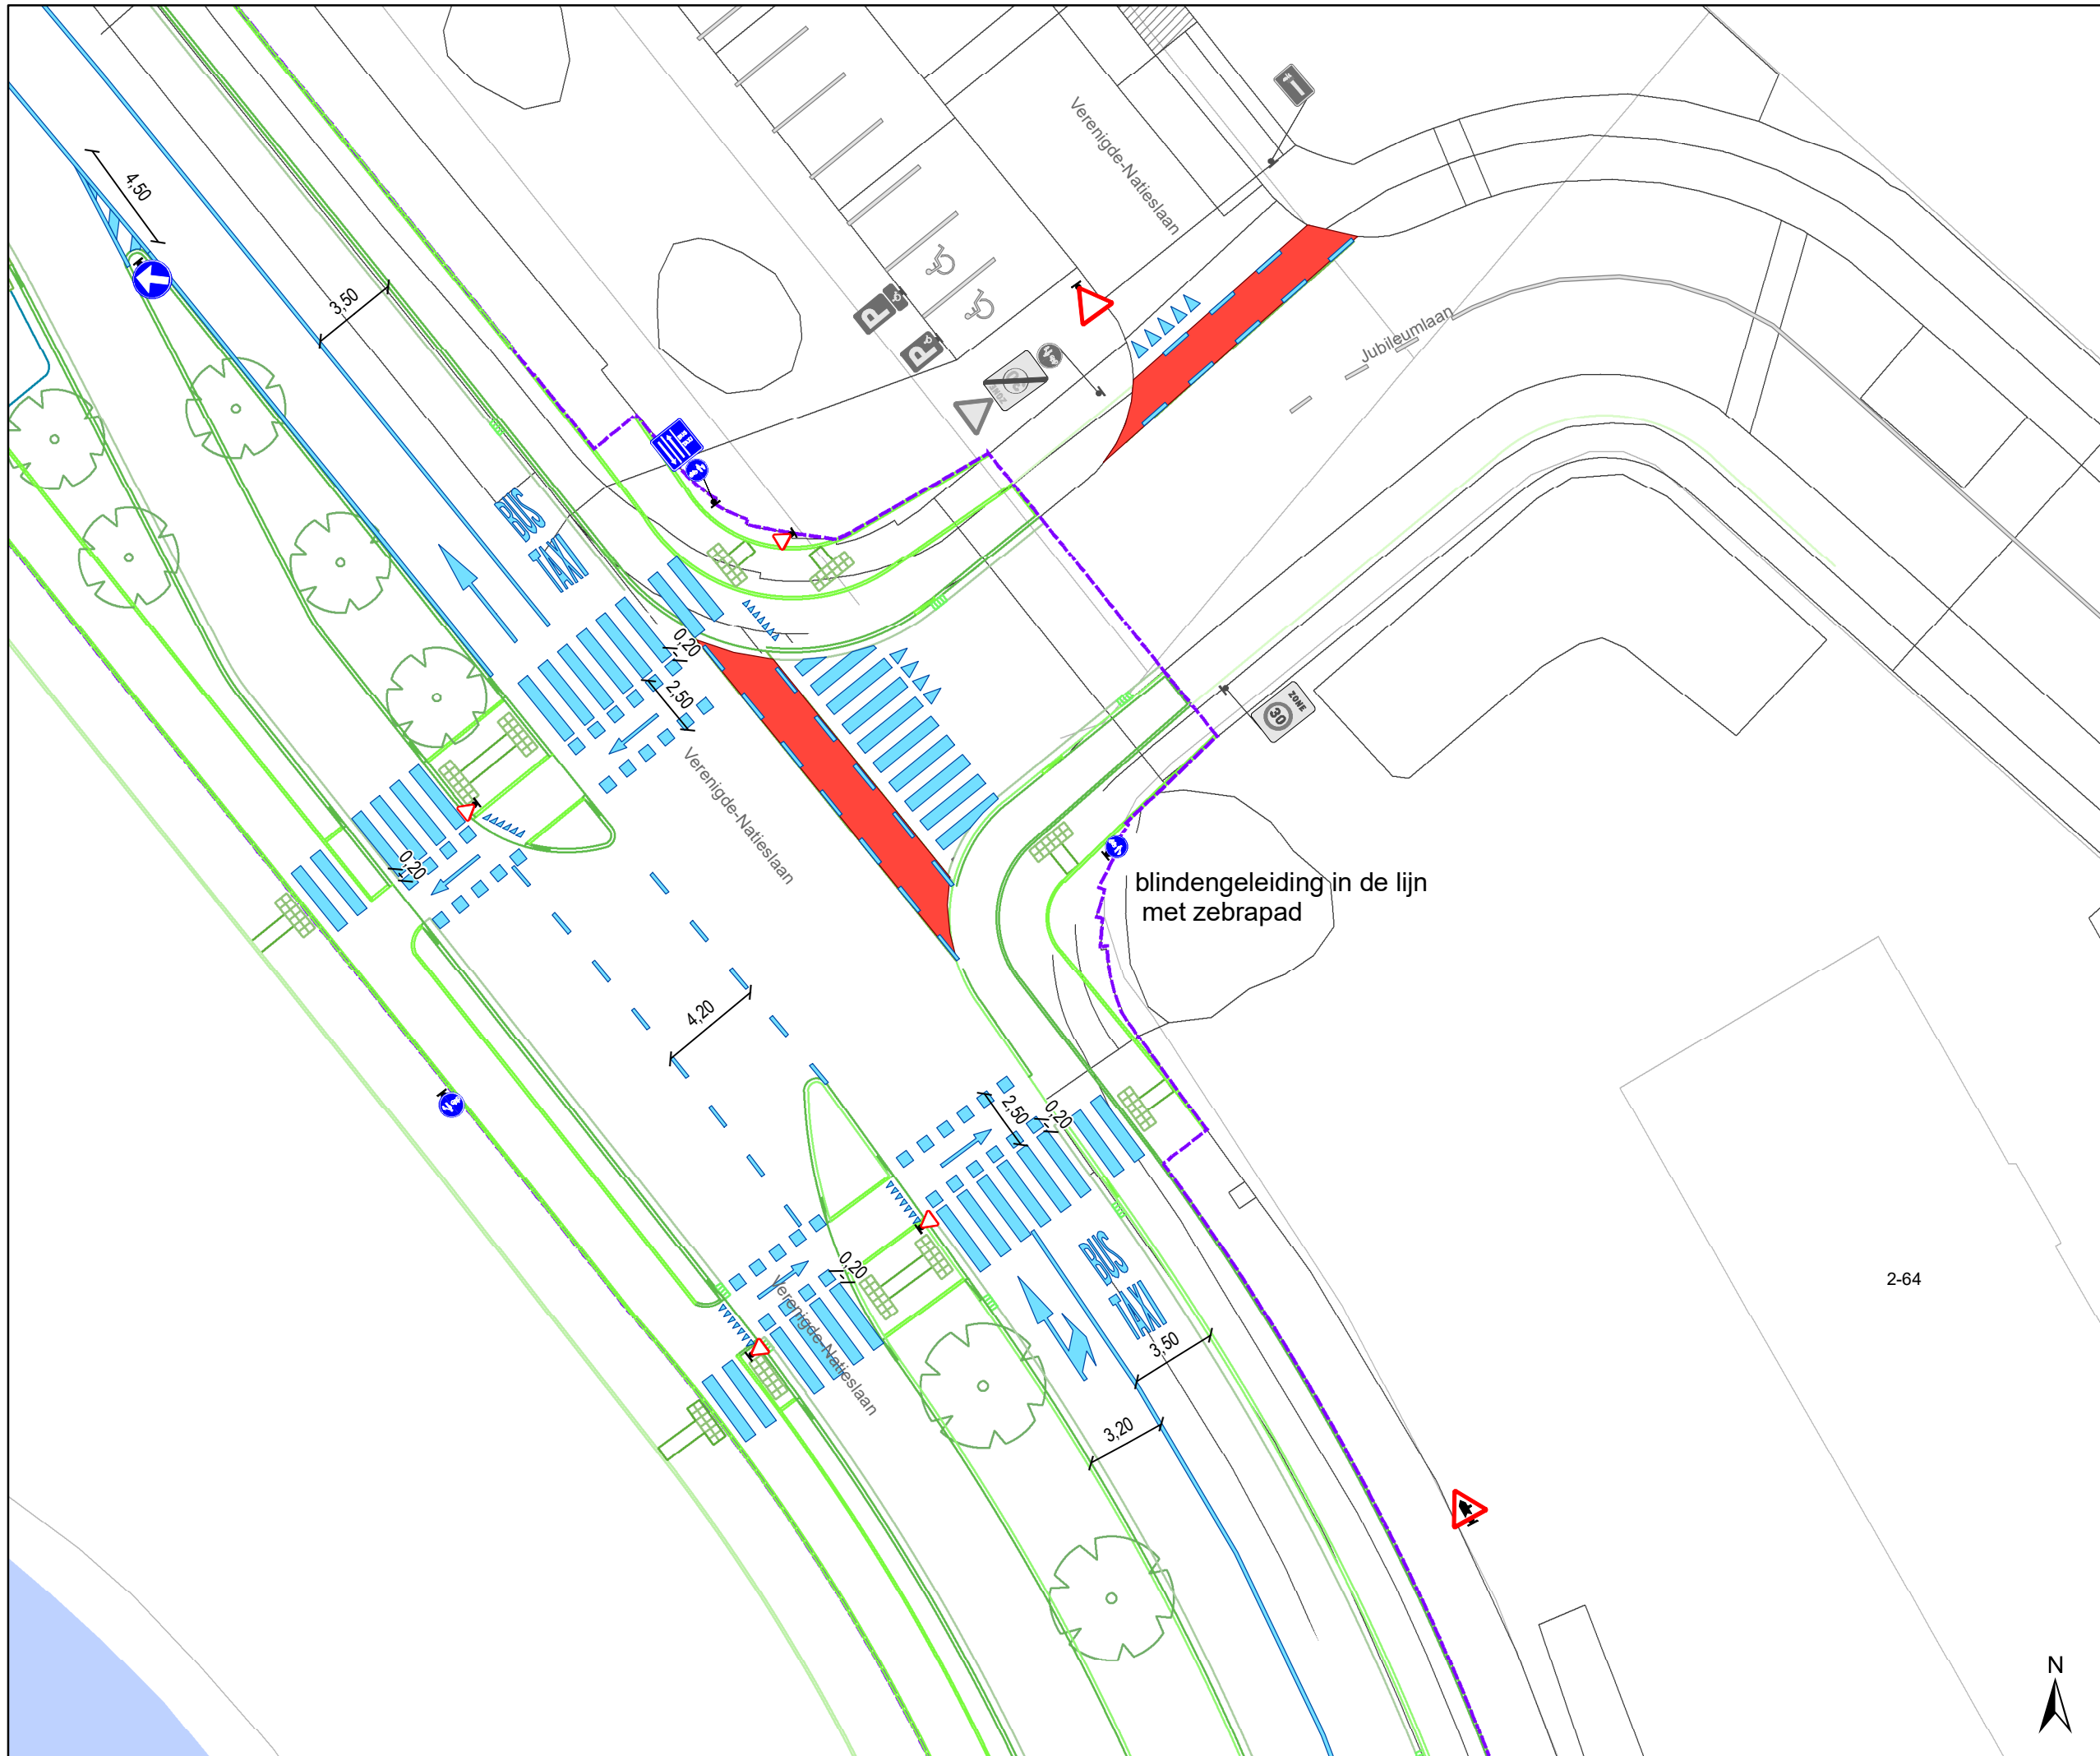 4,50
3,50
Verenigde-Natieslaan
P
P
ZONE
30
Jubileumlaan
BUS
TAXI
0,20
2,50
Verenigde-Natieslaan
ZONE
30
0,20
blindengeleiding in de lijn
met zebrapad
4,20
2,50
0,20
BUS
TAXI
0,20
Verenigde-Natieslaan
3,50
3,20
2-64
N